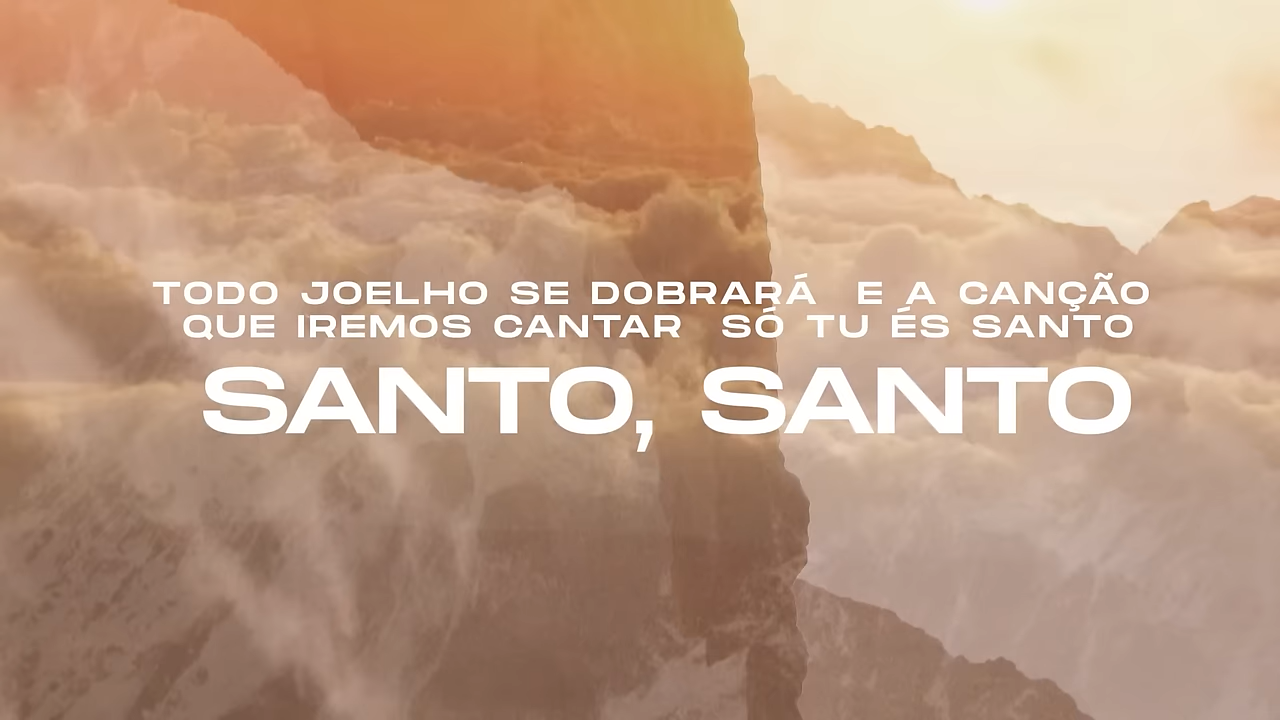 TODO JOELHO SE DOBRARÁ E A CANÇÃO
QUE IREMOS CANTAR SÓ TU ÉS SANTO
SANTO, SANTO